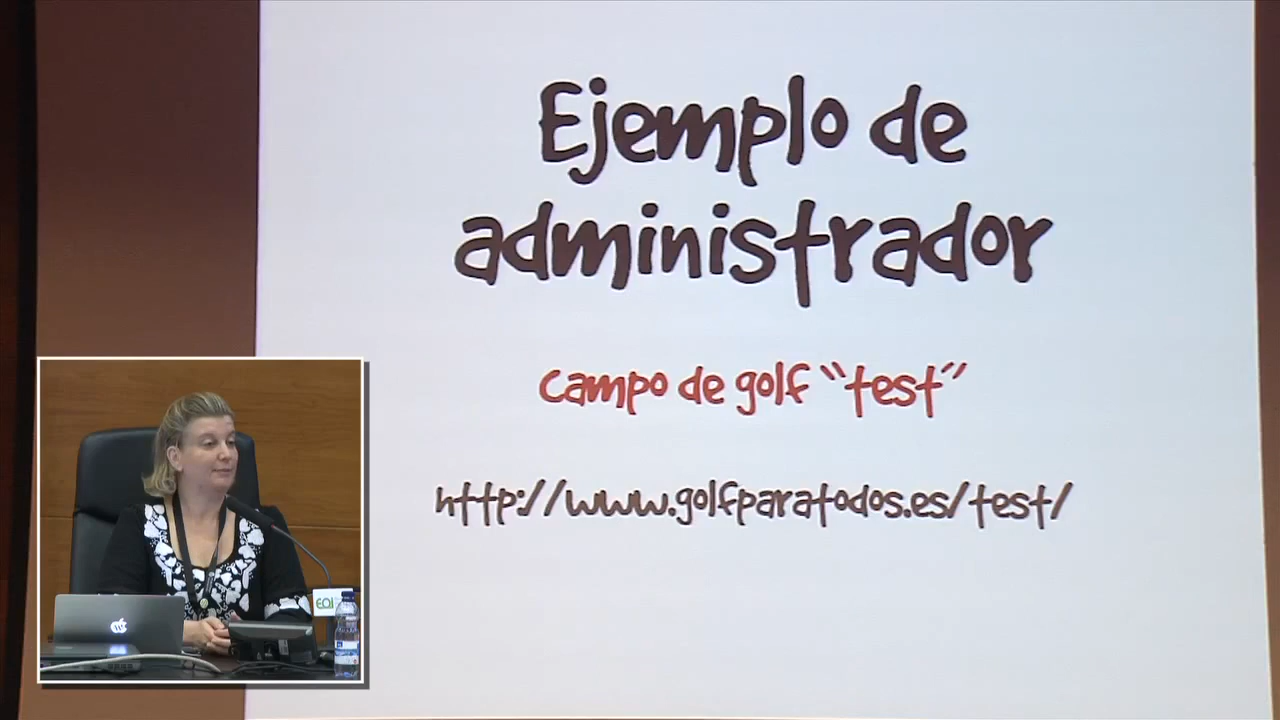 Ejemplo de
administrador
campo de golf “test”
http://www.golfparatodos.es/test/
EOI